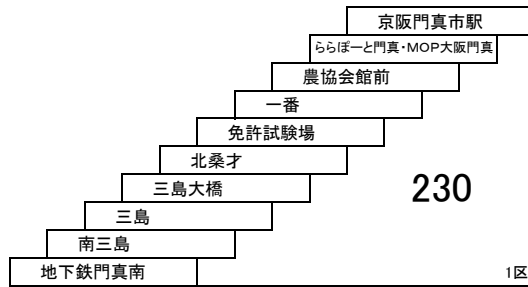 京阪門真市駅
ららぽーと門真・MOP大阪門真
農協会館前
一番
免許試験場
北桑才
三島大橋
230
三島
南三島
地下鉄門真南
1区